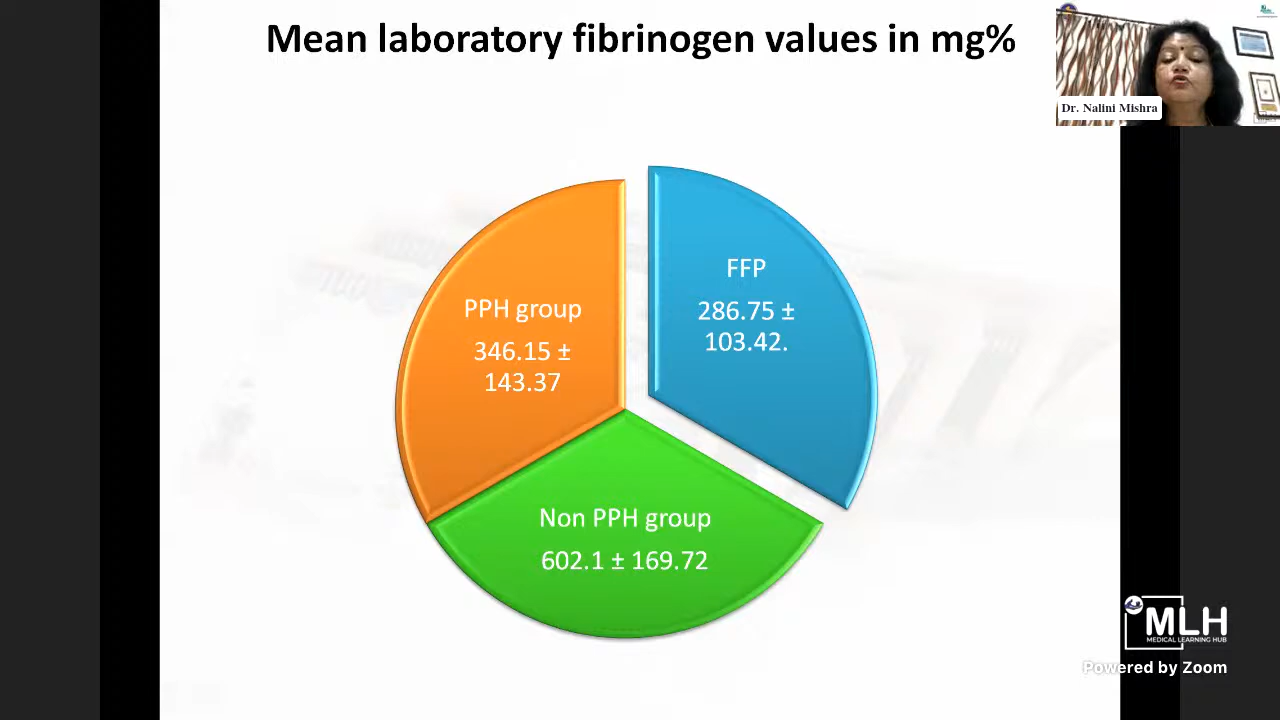 Mean laboratory fibrinogen values in mg%
Dr. Nalini Mishra
FFP
286.75 ±
103.42.
PPH group
346.15 ±
143.37
Non PPH group
602.1 ± 169.72
MLH
MEDICAL LEARNING HUB
Powered by Zoom